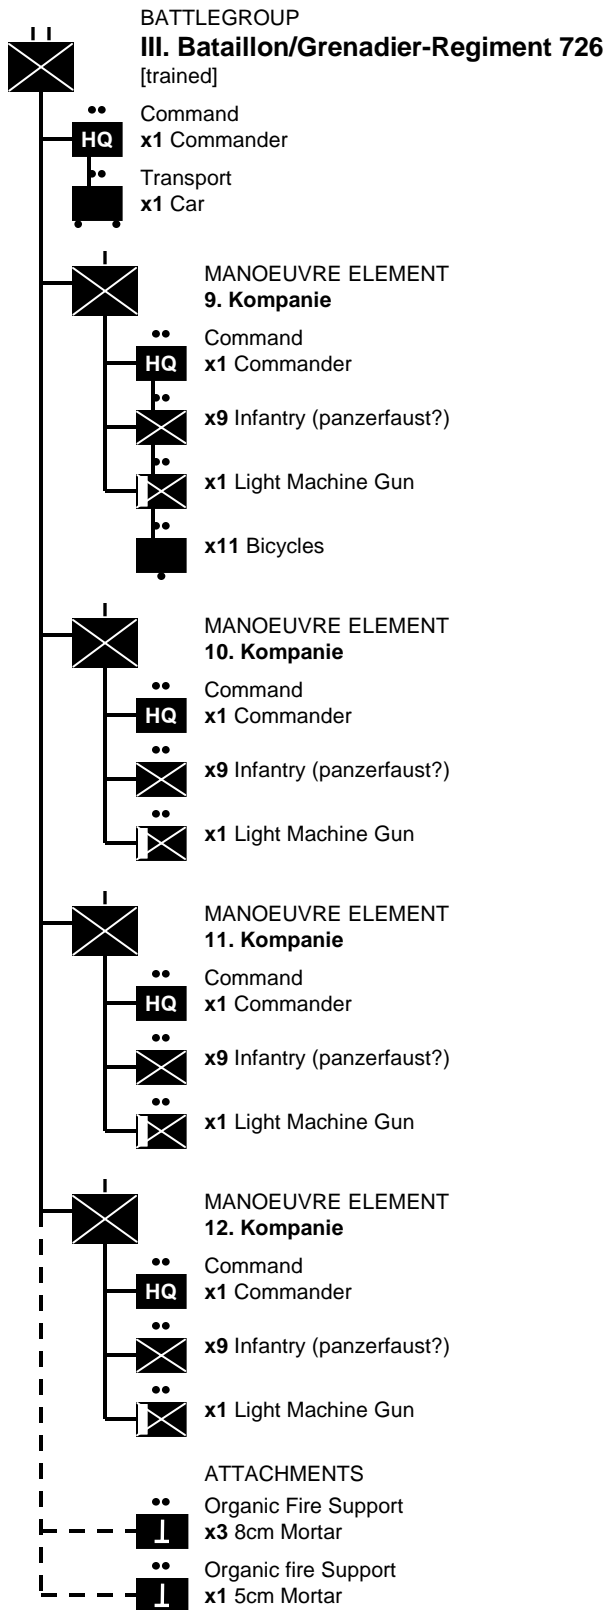 BATTLEGROUP
III. Bataillon/Grenadier-Regiment 726
[trained]
Command
HQ x1 Commander
Transport
x1 Car
MANOEUVRE ELEMENT
9. Kompanie
Command
HQ x1 Commander
x9 Infantry (panzerfaust?)
x1 Light Machine Gun
x11 Bicycles
MANOEUVRE ELEMENT
10. Kompanie
Command
HQ x1 Commander
x9 Infantry (panzerfaust?)
x1 Light Machine Gun
MANOEUVRE ELEMENT
11. Kompanie
Command
HQ x1 Commander
x9 Infantry (panzerfaust?)
x1 Light Machine Gun
MANOEUVRE ELEMENT
12. Kompanie
Command
HQ x1 Commander
x9 Infantry (panzerfaust?)
x1 Light Machine Gun
ATTACHMENTS
Organic Fire Support
x3 8cm Mortar
Organic fire Support
x1 5cm Mortar